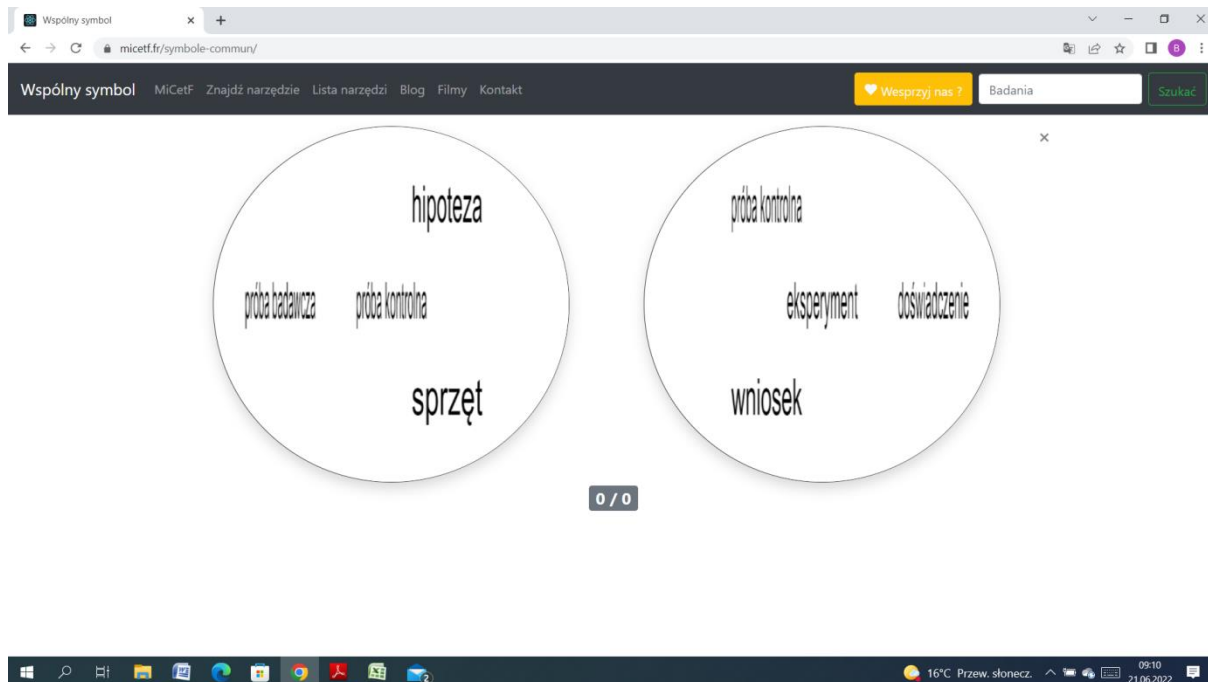 Wspólny symbol
micetf.fr/symbole-commun/
B
Wspólny symbol MiCetF Znajdź narzędzie Lista narzędzi Blog Filmy Kontakt Wesprzyj nas ? Badania Szukać
hipoteza
próba badawcza próba kontrolna
sprzęt
próba kontrolna
eksperyment doświadczenie
wniosek
0 / 0
2
16°C Przew. słonecz. 09:10
21.06.2022